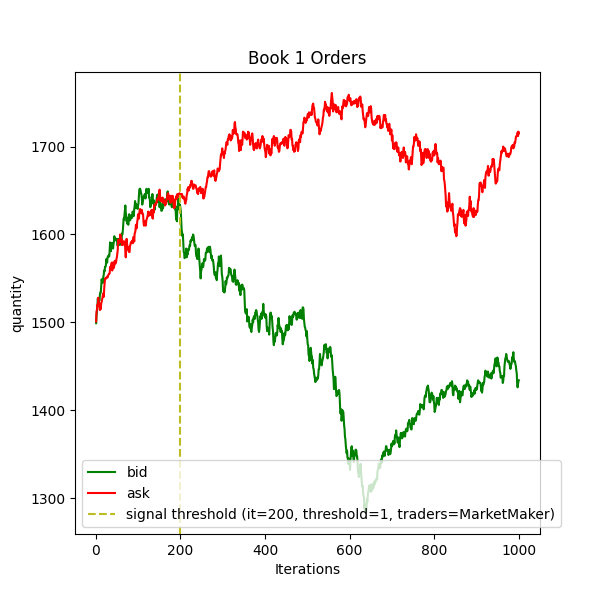 Book 1 Orders
quantity
1700
1600
1500
1400
1300
bid
ask
signal threshold (it=200, threshold=1, traders=MarketMaker)
0 200 400 600 800 1000
Iterations